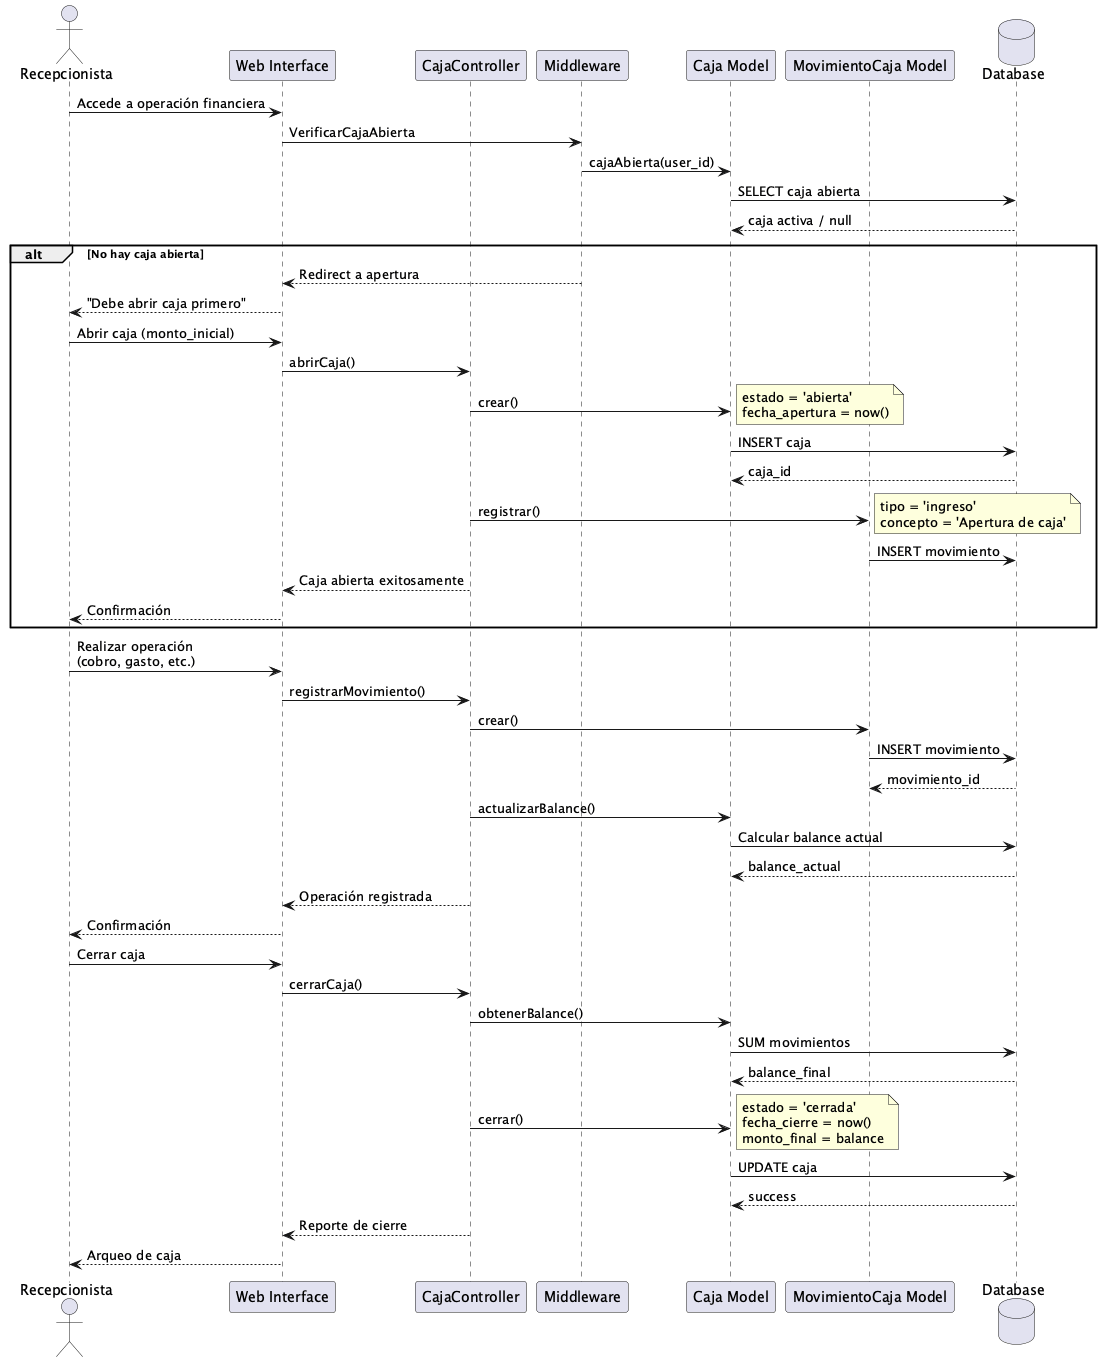 Recepcionista
Web Interface
CajaController
Middleware
Caja Model
MovimientoCaja Model
Database
Accede a operación financiera
VerificarCajaAbierta
cajaAbierta(user_id)
SELECT caja abierta
caja activa / null
alt
[No hay caja abierta]
Redirect a apertura
"Debe abrir caja primero"
Abrir caja (monto_inicial)
abrirCaja()
crear()
estado = 'abierta'
fecha_apertura = now()
INSERT caja
caja_id
registrar()
tipo = 'ingreso'
concepto = 'Apertura de caja'
INSERT movimiento
Caja abierta exitosamente
Confirmación
Realizar operación
(cobro, gasto, etc.)
registrarMovimiento()
crear()
INSERT movimiento
movimiento_id
actualizarBalance()
Calcular balance actual
balance_actual
Operación registrada
Confirmación
Cerrar caja
cerrarCaja()
obtenerBalance()
SUM movimientos
balance_final
cerrar()
estado = 'cerrada'
fecha_cierre = now()
monto_final = balance
UPDATE caja
success
Reporte de cierre
Arqueo de caja
Recepcionista
Web Interface
CajaController
Middleware
Caja Model
MovimientoCaja Model
Database